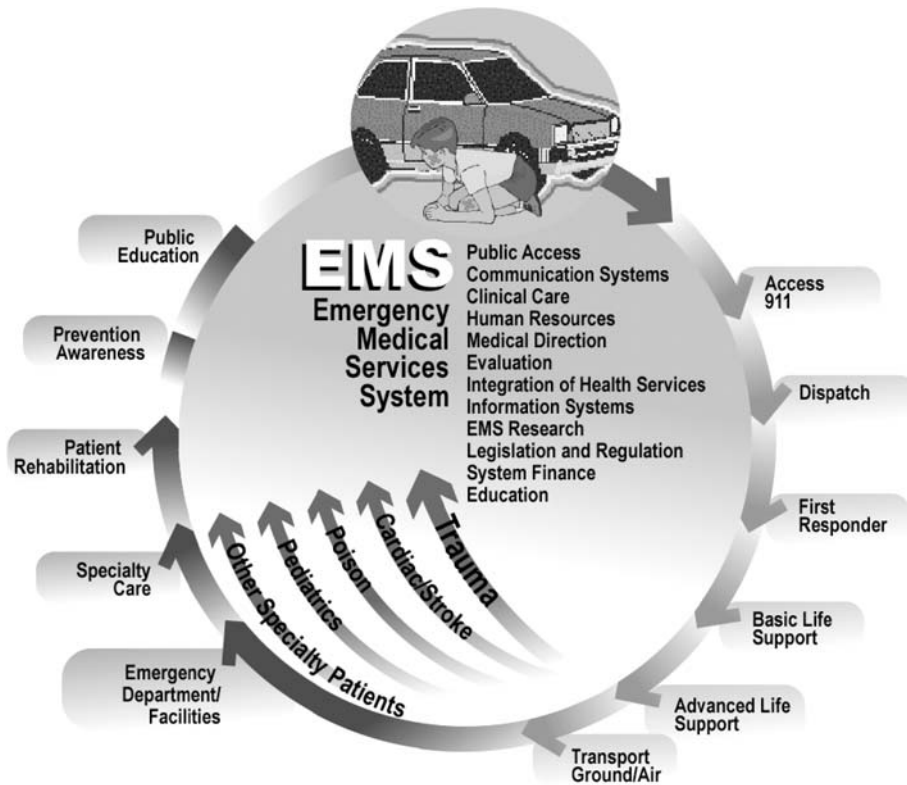 EMS
Emergency
Medical
Services
System
Public Access
Communication Systems
Clinical Care
Human Resources
Medical Direction
Evaluation
Integration of Health Services
Information Systems
EMS Research
Legislation and Regulation
System Finance
Education
Access
911
Dispatch
First
Responder
Basic Life
Support
Advanced Life
Support
Transport
Ground/Air
Emergency
Department/
Facilities
Specialty
Care
Patient
Rehabilitation
Prevention
Awareness
Public
Education
Other Specialty Patients
Pediatrics
Poison
Cardiac/Stroke
Trauma